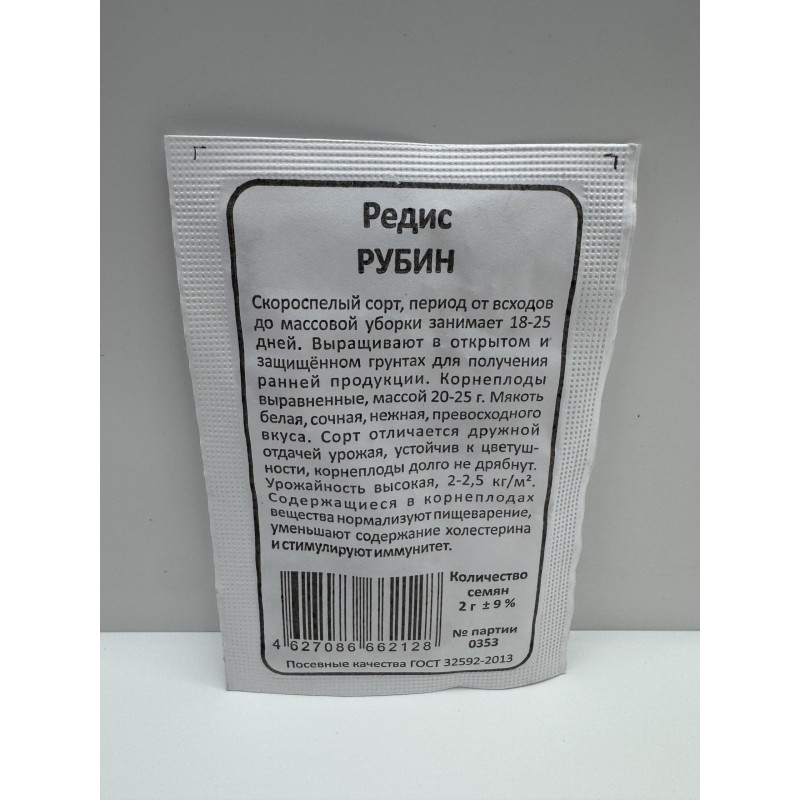 Редис
РУБИН
Скороспелый сорт, период от всходов
до массовой уборки занимает 18-25
дней. Выращивают в открытом и
защищённом грунтах для получения
ранней продукции. Корнеплоды
выравненные, массой 20-25 г. Мякоть
белая, сочная, нежная, превосходного
вкуса. Сорт отличается дружной
отдачей урожая, устойчив к цветуш-
ности, корнеплоды долго не дрябнут.
Урожайность высокая, 2-2,5 кг/м².
Содержащиеся в корнеплодах
вещества нормализуют пищеварение,
уменьшают содержание холестерина
и стимулируют иммунитет.
Количество
семян
2 г ± 9 %
№ партии
0353
4 627086 662128
Посевные качества ГОСТ 32592-2013